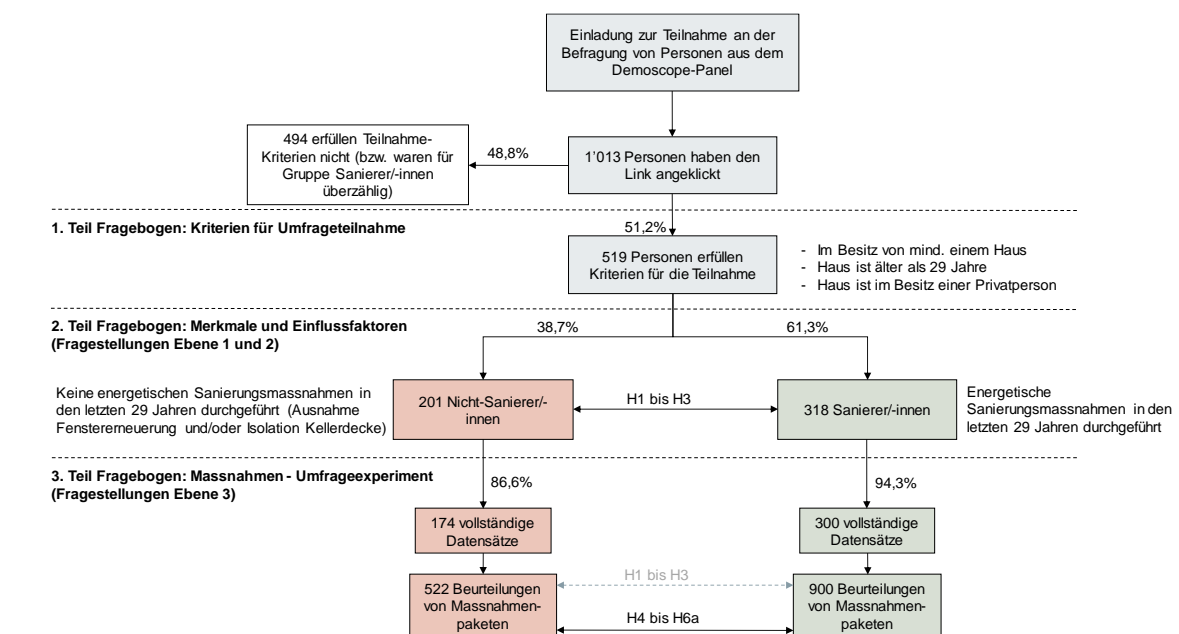 Einladung zur Teilnahme an der
Befragung von Personen aus dem
Demoscope-Panel
494 erfüllen Teilnahme-
Kriterien nicht (bzw. waren für
Gruppe Sanierer/-innen
überzählig)
48,8%
1'013 Personen haben den
Link angeklickt
1. Teil Fragebogen: Kriterien für Umfrageteilnahme
51,2%
519 Personen erfüllen
Kriterien für die Teilnahme
- Im Besitz von mind. einem Haus
- Haus ist älter als 29 Jahre
- Haus ist im Besitz einer Privatperson
2. Teil Fragebogen: Merkmale und Einflussfaktoren
(Fragestellungen Ebene 1 und 2)
38,7%
61,3%
Keine energetischen Sanierungsmassnahmen in
den letzten 29 Jahren durchgeführt (Ausnahme
Fenstererneuerung und/oder Isolation Kellerdecke)
201 Nicht-Sanierer/-
innen
H1 bis H3
318 Sanierer/-innen
Energetische
Sanierungsmassnahmen in den
letzten 29 Jahren durchgeführt
3. Teil Fragebogen: Massnahmen - Umfrageexperiment
(Fragestellungen Ebene 3)
86,6%
94,3%
174 vollständige
Datensätze
300 vollständige
Datensätze
522 Beurteilungen
von Massnahmen-
paketen
H1 bis H3
H4 bis H6a
900 Beurteilungen
von Massnahmen-
paketen